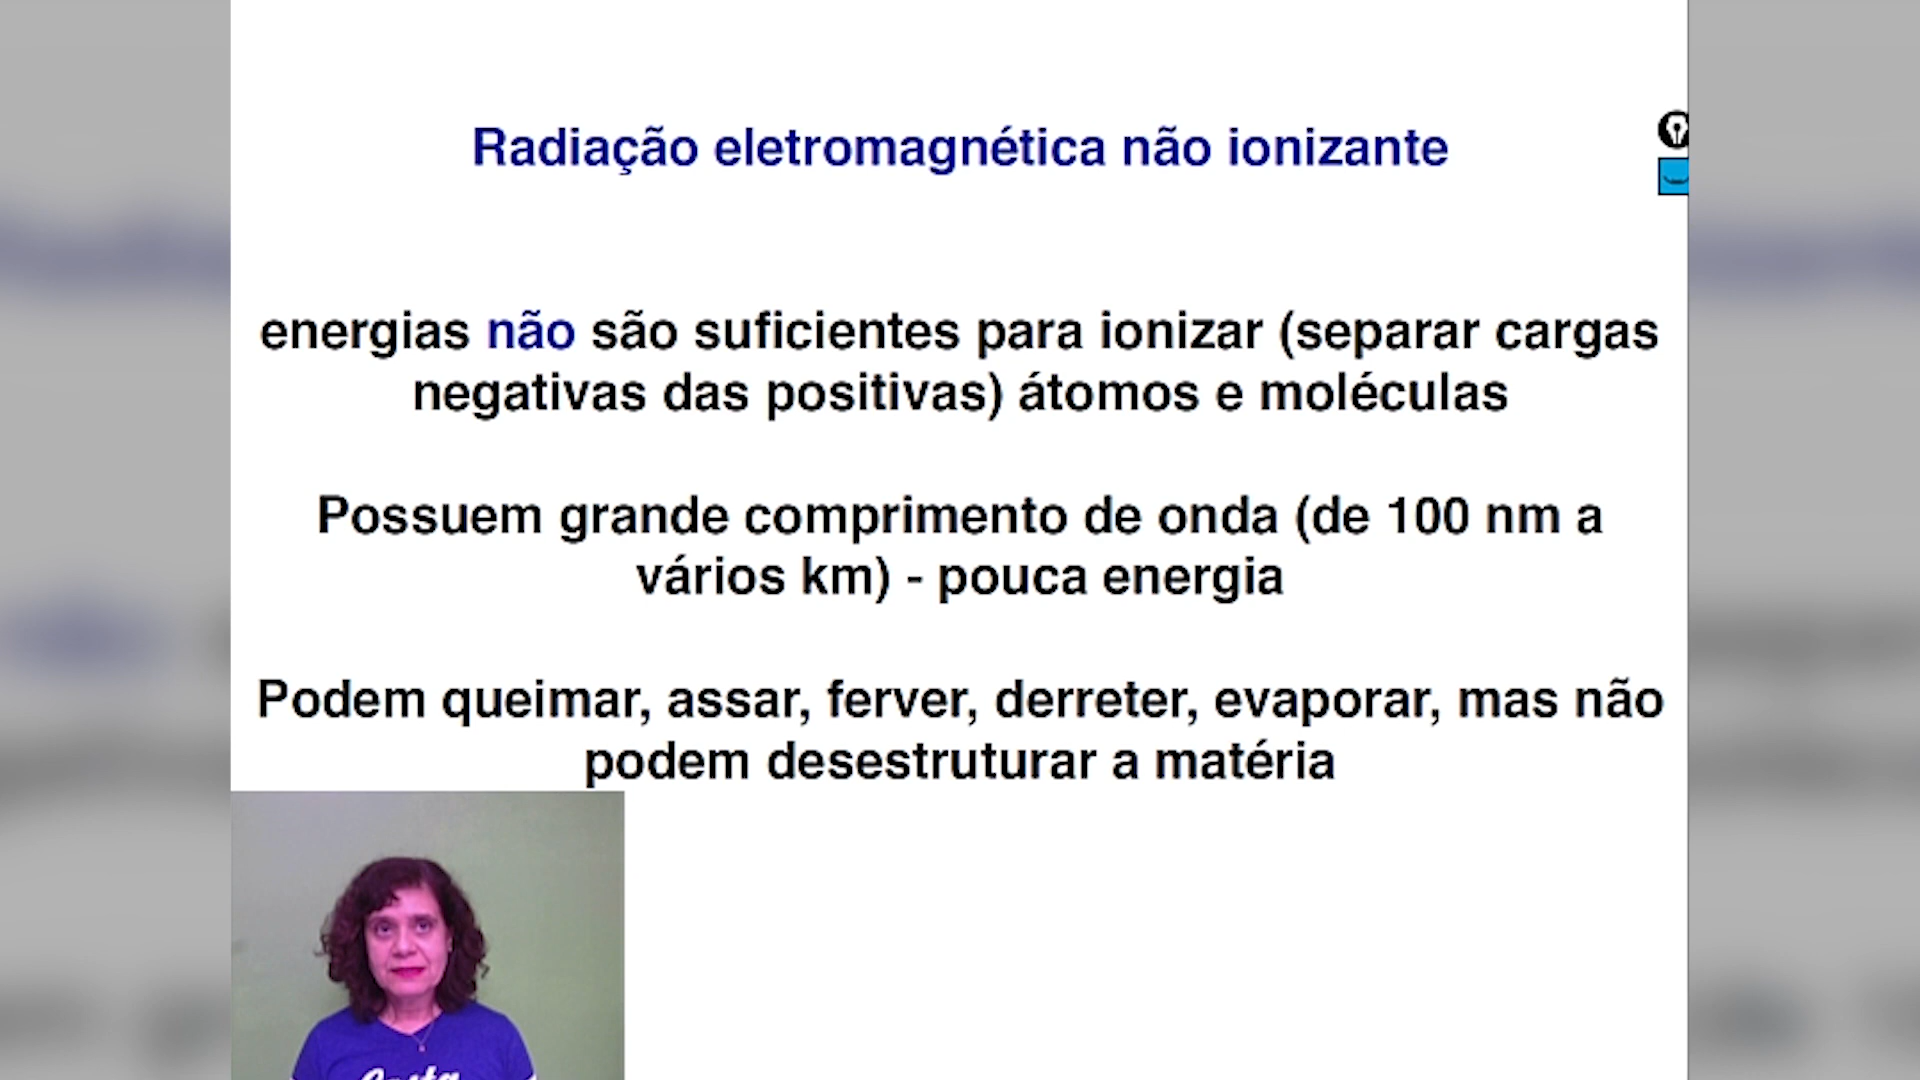 Radiação eletromagnética não ionizante
energias não são suficientes para ionizar (separar cargas
negativas das positivas) átomos e moléculas
Possuem grande comprimento de onda (de 100 nm a
vários km) - pouca energia
Podem queimar, assar, ferver, derreter, evaporar, mas não
podem desestruturar a matéria